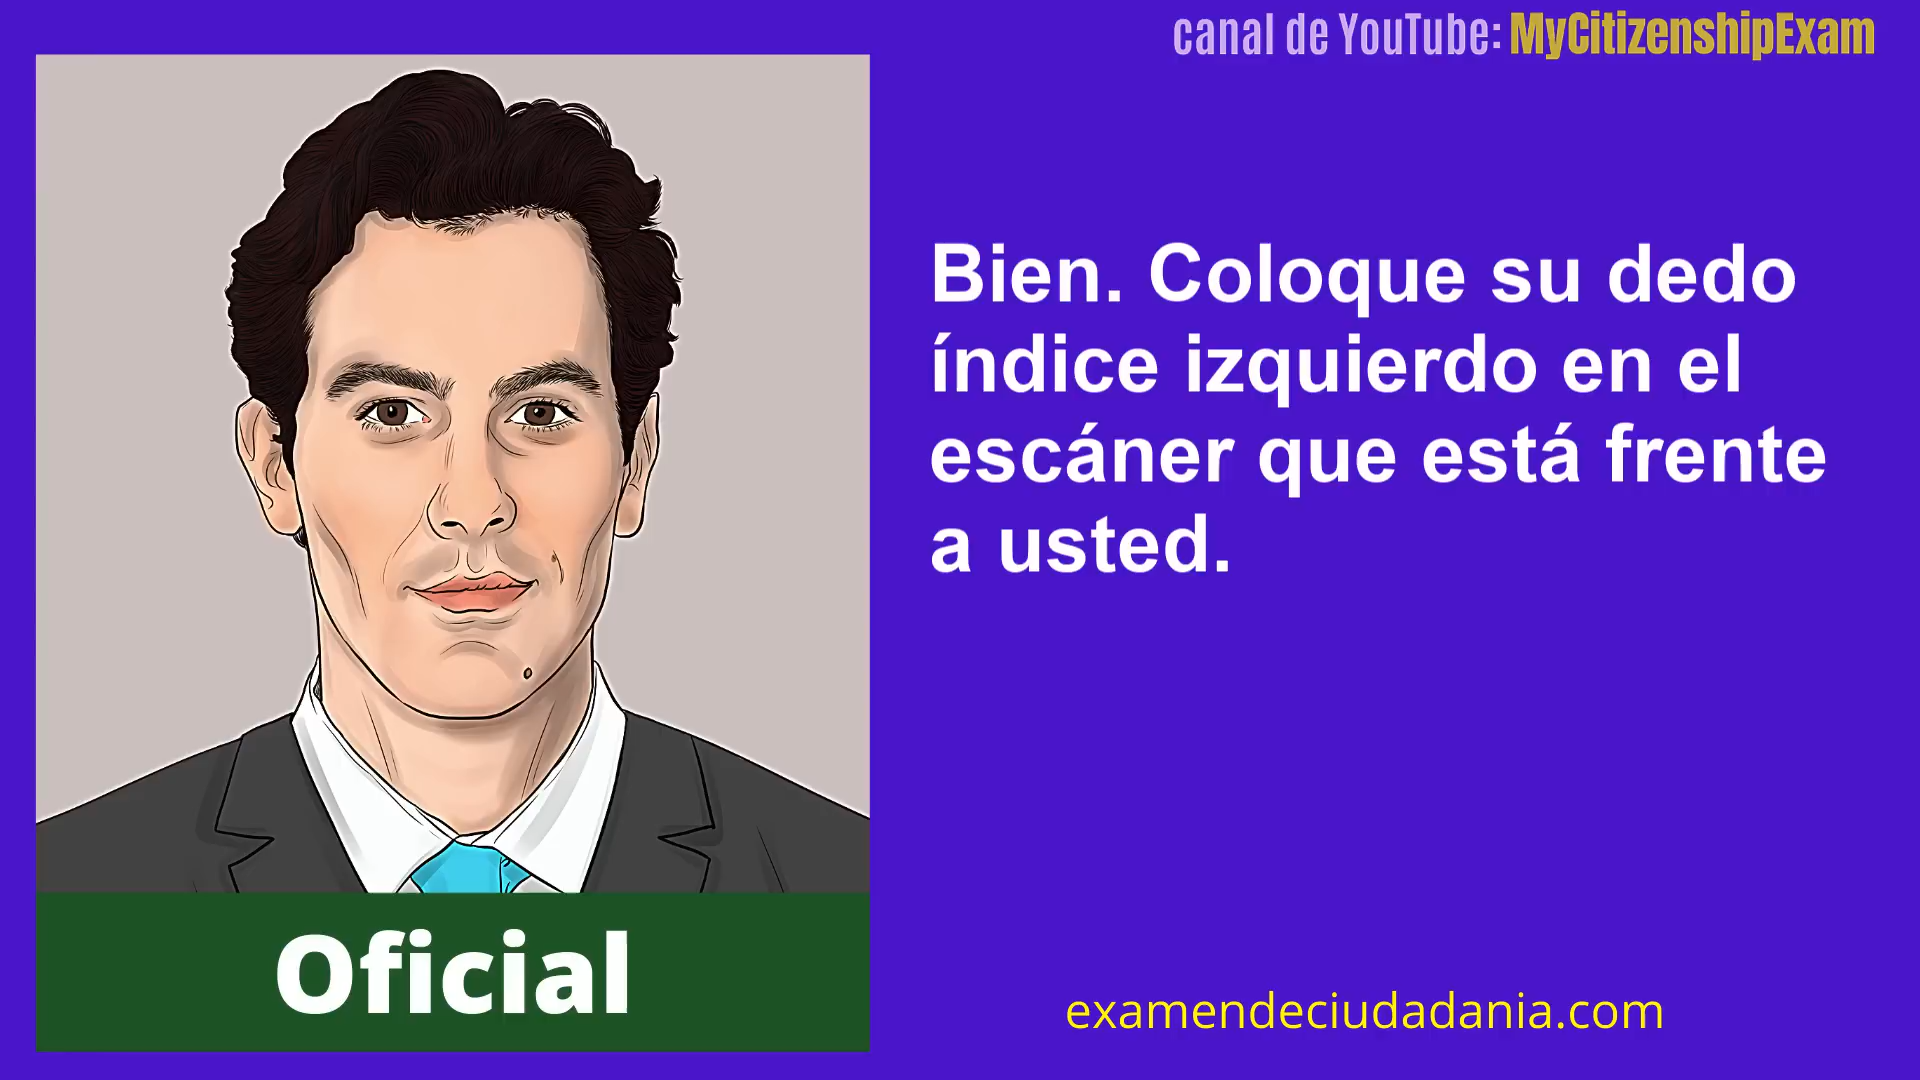 canal de YouTube: MyCitizenshipExam
Bien. Coloque su dedo
índice izquierdo en el
escáner que está frente
a usted.
Oficial
examendeciudadania.com